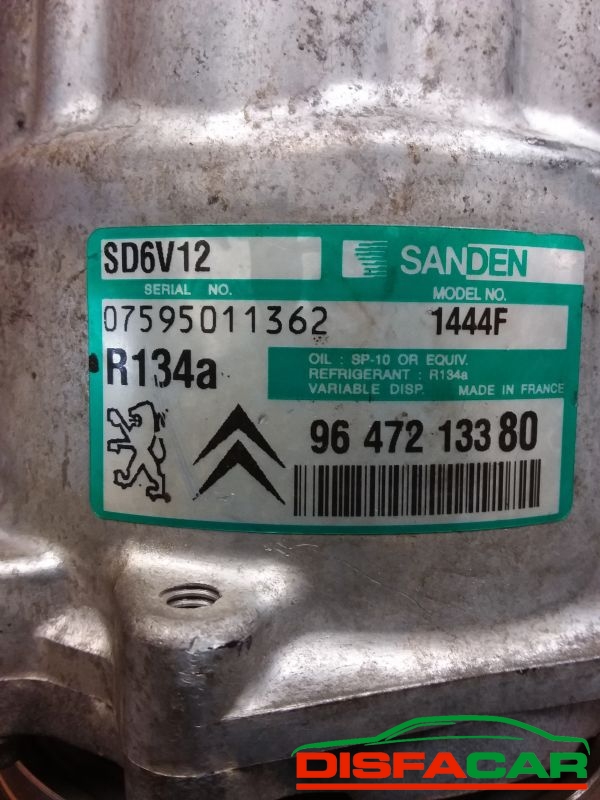 SD6V12
SANDEN
SERIAL NO.
MODEL NO.
07595011362
1444F
R134a
OIL : SP-10 OR EQUIV.
REFRIGERANT : R134a
VARIABLE DISP. MADE IN FRANCE
96 472 133 80
DISFACAR